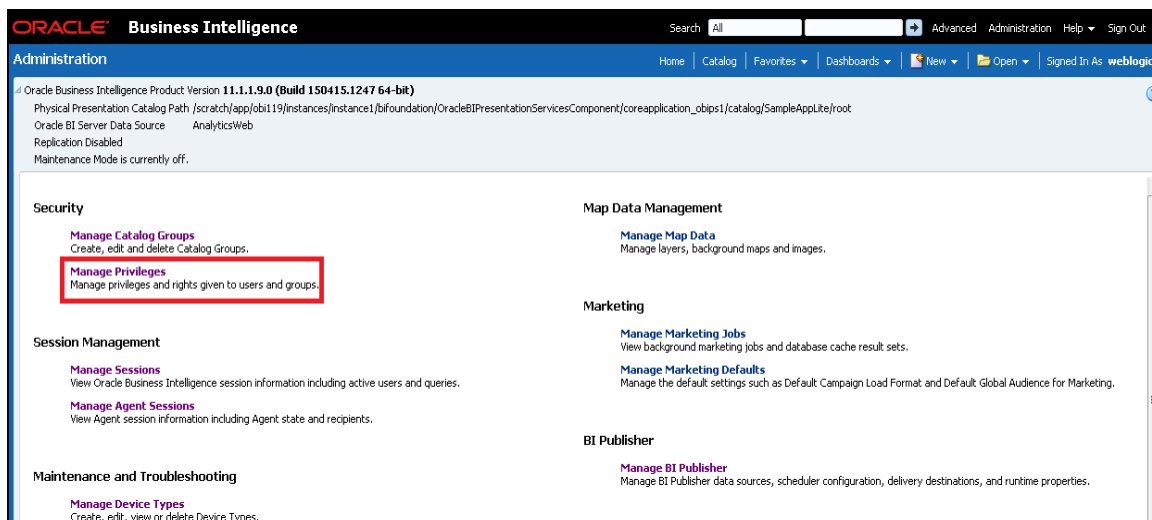 ORACLE Business Intelligence
Search All Advanced Administration Help Sign Out
Administration
Home Catalog Favorites Dashboards New Open Signed In As weblogic
Oracle Business Intelligence Product Version 11.1.1.9.0 (Build 150415.1247 64-bit)
Physical Presentation Catalog Path /scratch/app/obi119/instances/instance1/bifoundation/OracleBIPresentationServicesComponent/coreapplication_obips1/catalog/SampleAppLite/root
Oracle BI Server Data Source AnalyticsWeb
Replication Disabled
Maintenance Mode is currently off.
Security
Manage Catalog Groups
Create, edit and delete Catalog Groups.
Manage Privileges
Manage privileges and rights given to users and groups.
Session Management
Manage Sessions
View Oracle Business Intelligence session information including active users and queries.
Manage Agent Sessions
View Agent session information including Agent state and recipients.
Maintenance and Troubleshooting
Manage Device Types
Create, edit, view or delete Device Types.
Map Data Management
Manage Map Data
Manage layers, background maps and images.
Marketing
Manage Marketing Jobs
View background marketing jobs and database cache result sets.
Manage Marketing Defaults
Manage the default settings such as Default Campaign Load Format and Default Global Audience for Marketing.
BI Publisher
Manage BI Publisher
Manage BI Publisher data sources, scheduler configuration, delivery destinations, and runtime properties.